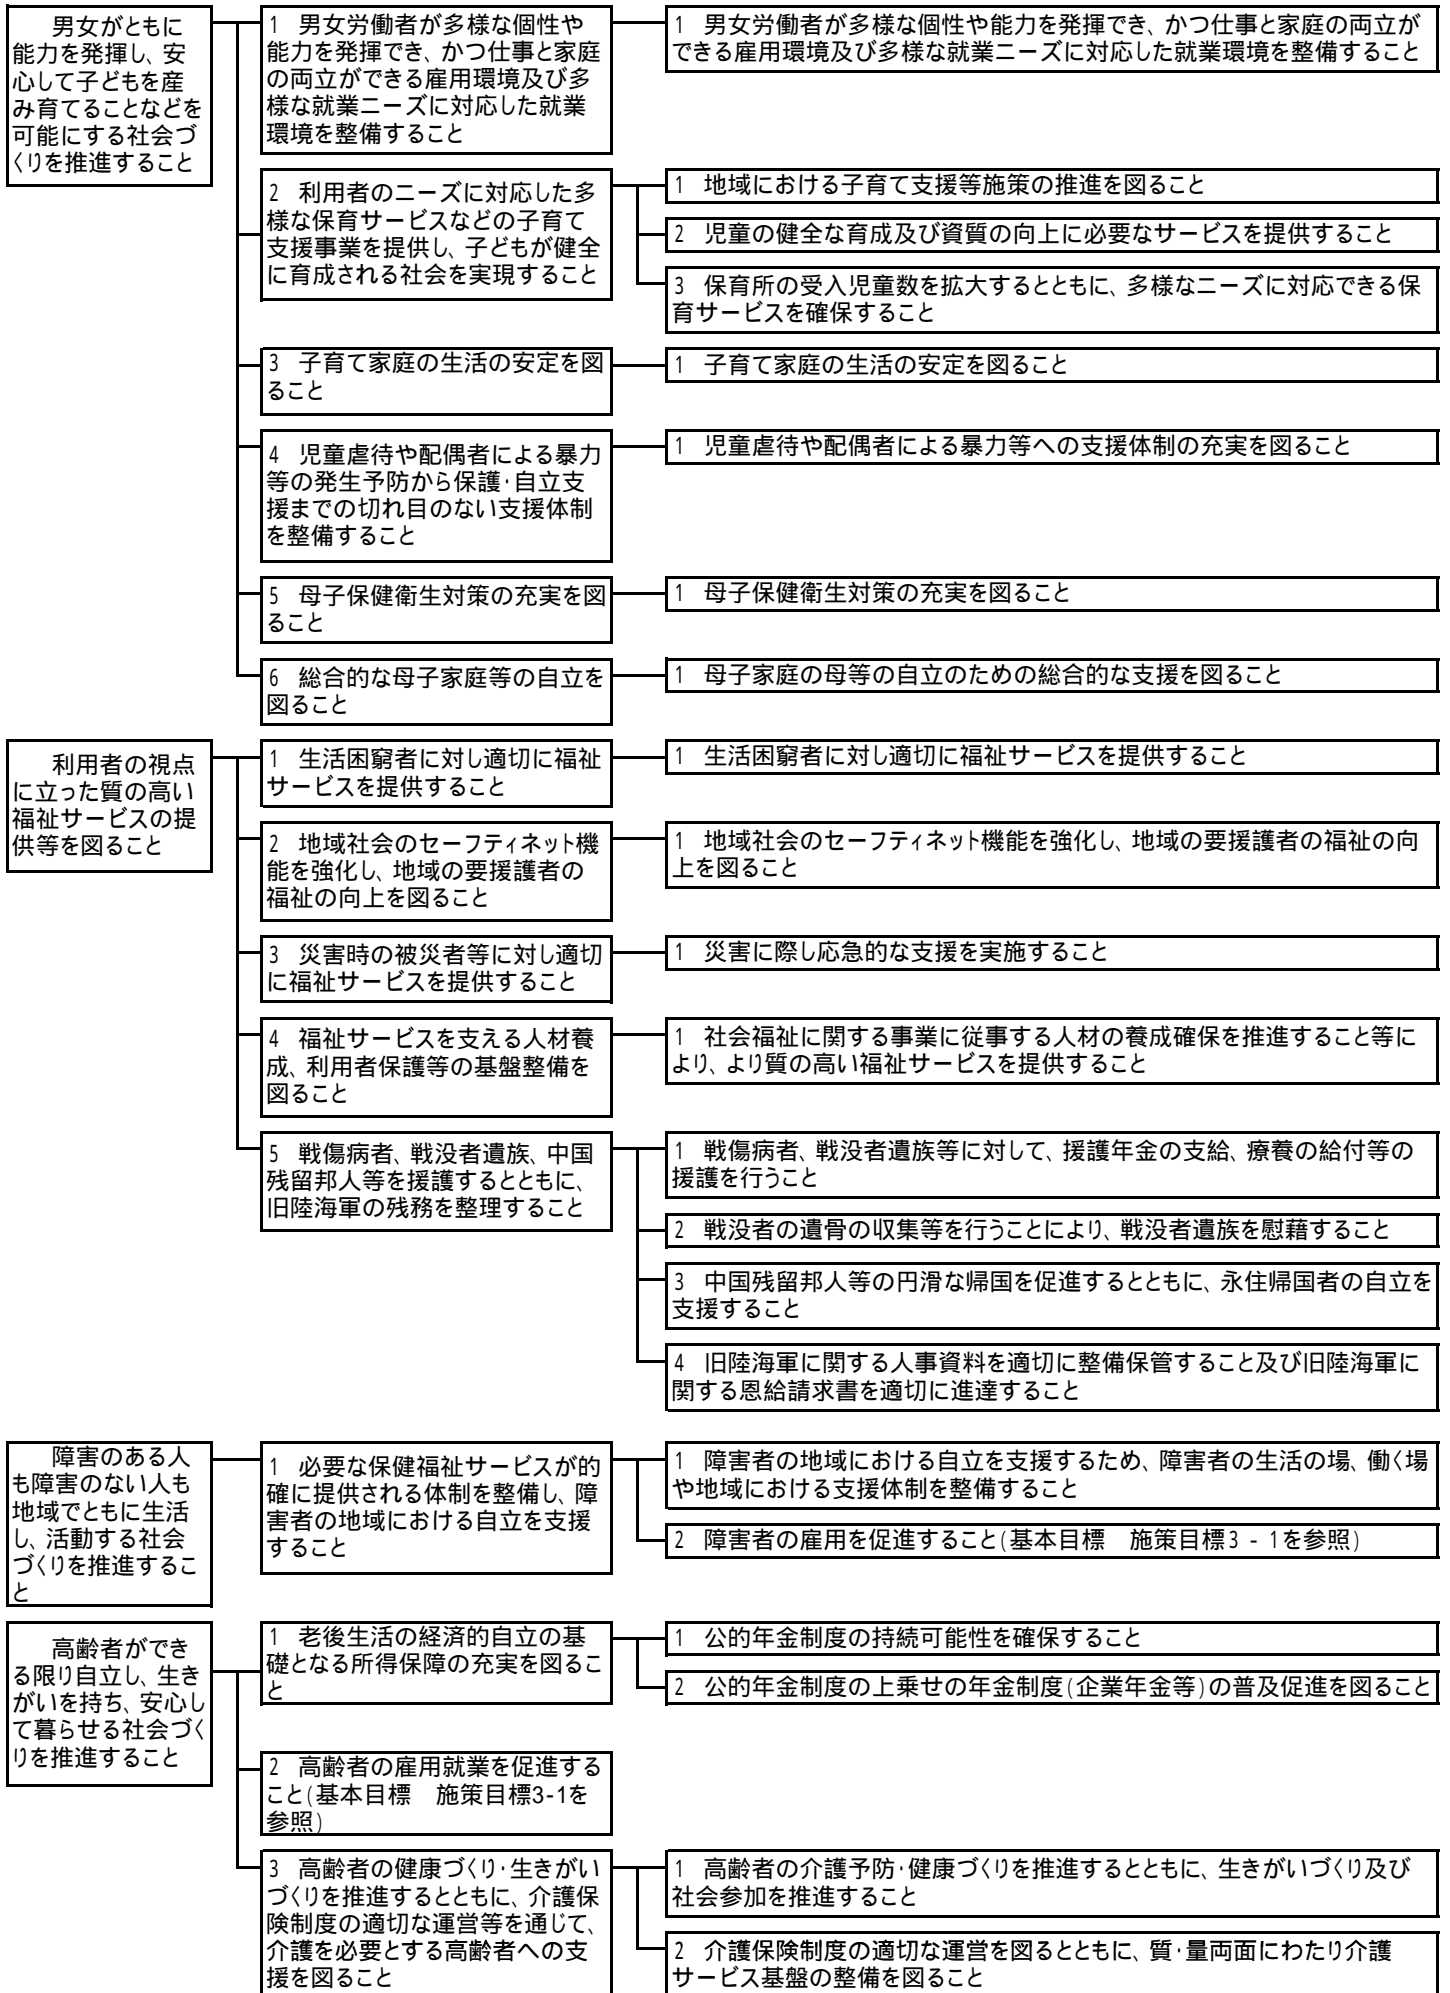 男女がともに
能力を発揮し、安
心して子どもを産
み育てることなどを
可能にする社会づ
くりを推進すること
1 男女労働者が多様な個性や
能力を発揮でき、かつ仕事と家庭
の両立ができる雇用環境及び多
様な就業ニーズに対応した就業
環境を整備すること
1 男女労働者が多様な個性や能力を発揮でき、かつ仕事と家庭の両立が
できる雇用環境及び多様な就業ニーズに対応した就業環境を整備すること
2 利用者のニーズに対応した多
様な保育サービスなどの子育て
支援事業を提供し、子どもが健全
に育成される社会を実現すること
1 地域における子育て支援等施策の推進を図ること
2 児童の健全な育成及び資質の向上に必要なサービスを提供すること
3 保育所の受入児童数を拡大するとともに、多様なニーズに対応できる保
育サービスを確保すること
3 子育て家庭の生活の安定を図
ること
1 子育て家庭の生活の安定を図ること
4 児童虐待や配偶者による暴力
等の発生予防から保護・自立支
援までの切れ目のない支援体制
を整備すること
1 児童虐待や配偶者による暴力等への支援体制の充実を図ること
5 母子保健衛生対策の充実を図
ること
1 母子保健衛生対策の充実を図ること
6 総合的な母子家庭等の自立を
図ること
1 母子家庭の母等の自立のための総合的な支援を図ること
利用者の視点
に立った質の高い
福祉サービスの提
供等を図ること
1 生活困窮者に対し適切に福祉
サービスを提供すること
1 生活困窮者に対し適切に福祉サービスを提供すること
2 地域社会のセーフティネット機
能を強化し、地域の要援護者の
福祉の向上を図ること
1 地域社会のセーフティネット機能を強化し、地域の要援護者の福祉の向
上を図ること
3 災害時の被災者等に対し適切
に福祉サービスを提供すること
1 災害に際し応急的な支援を実施すること
4 福祉サービスを支える人材養
成、利用者保護等の基盤整備を
図ること
1 社会福祉に関する事業に従事する人材の養成確保を推進すること等に
より、より質の高い福祉サービスを提供すること
5 戦傷病者、戦没者遺族、中国
残留邦人等を援護するとともに、
旧陸海軍の残務を整理すること
1 戦傷病者、戦没者遺族等に対して、援護年金の支給、療養の給付等の
援護を行うこと
2 戦没者の遺骨の収集等を行うことにより、戦没者遺族を慰藉すること
3 中国残留邦人等の円滑な帰国を促進するとともに、永住帰国者の自立を
支援すること
4 旧陸海軍に関する人事資料を適切に整備保管すること及び旧陸海軍に
関する恩給請求書を適切に進達すること
障害のある人
も障害のない人も
地域でともに生活
し、活動する社会
づくりを推進するこ
と
1 必要な保健福祉サービスが的
確に提供される体制を整備し、障
害者の地域における自立を支援
すること
1 障害者の地域における自立を支援するため、障害者の生活の場、働く場
や地域における支援体制を整備すること
2 障害者の雇用を促進すること(基本目標 施策目標3‐1を参照)
高齢者ができ
る限り自立し、生き
がいを持ち、安心し
て暮らせる社会づく
りを推進すること
1 老後生活の経済的自立の基
礎となる所得保障の充実を図るこ
と
1 公的年金制度の持続可能性を確保すること
2 公的年金制度の上乗せの年金制度(企業年金等)の普及促進を図ること
2 高齢者の雇用就業を促進する
こと(基本目標 施策目標3-1を
参照)
3 高齢者の健康づくり・生きがい
づくりを推進するとともに、介護保
険制度の適切な運営等を通じて、
介護を必要とする高齢者への支
援を図ること
1 高齢者の介護予防・健康づくりを推進するとともに、生きがいづくり及び
社会参加を推進すること
2 介護保険制度の適切な運営を図るとともに、質・量両面にわたり介護
サービス基盤の整備を図ること